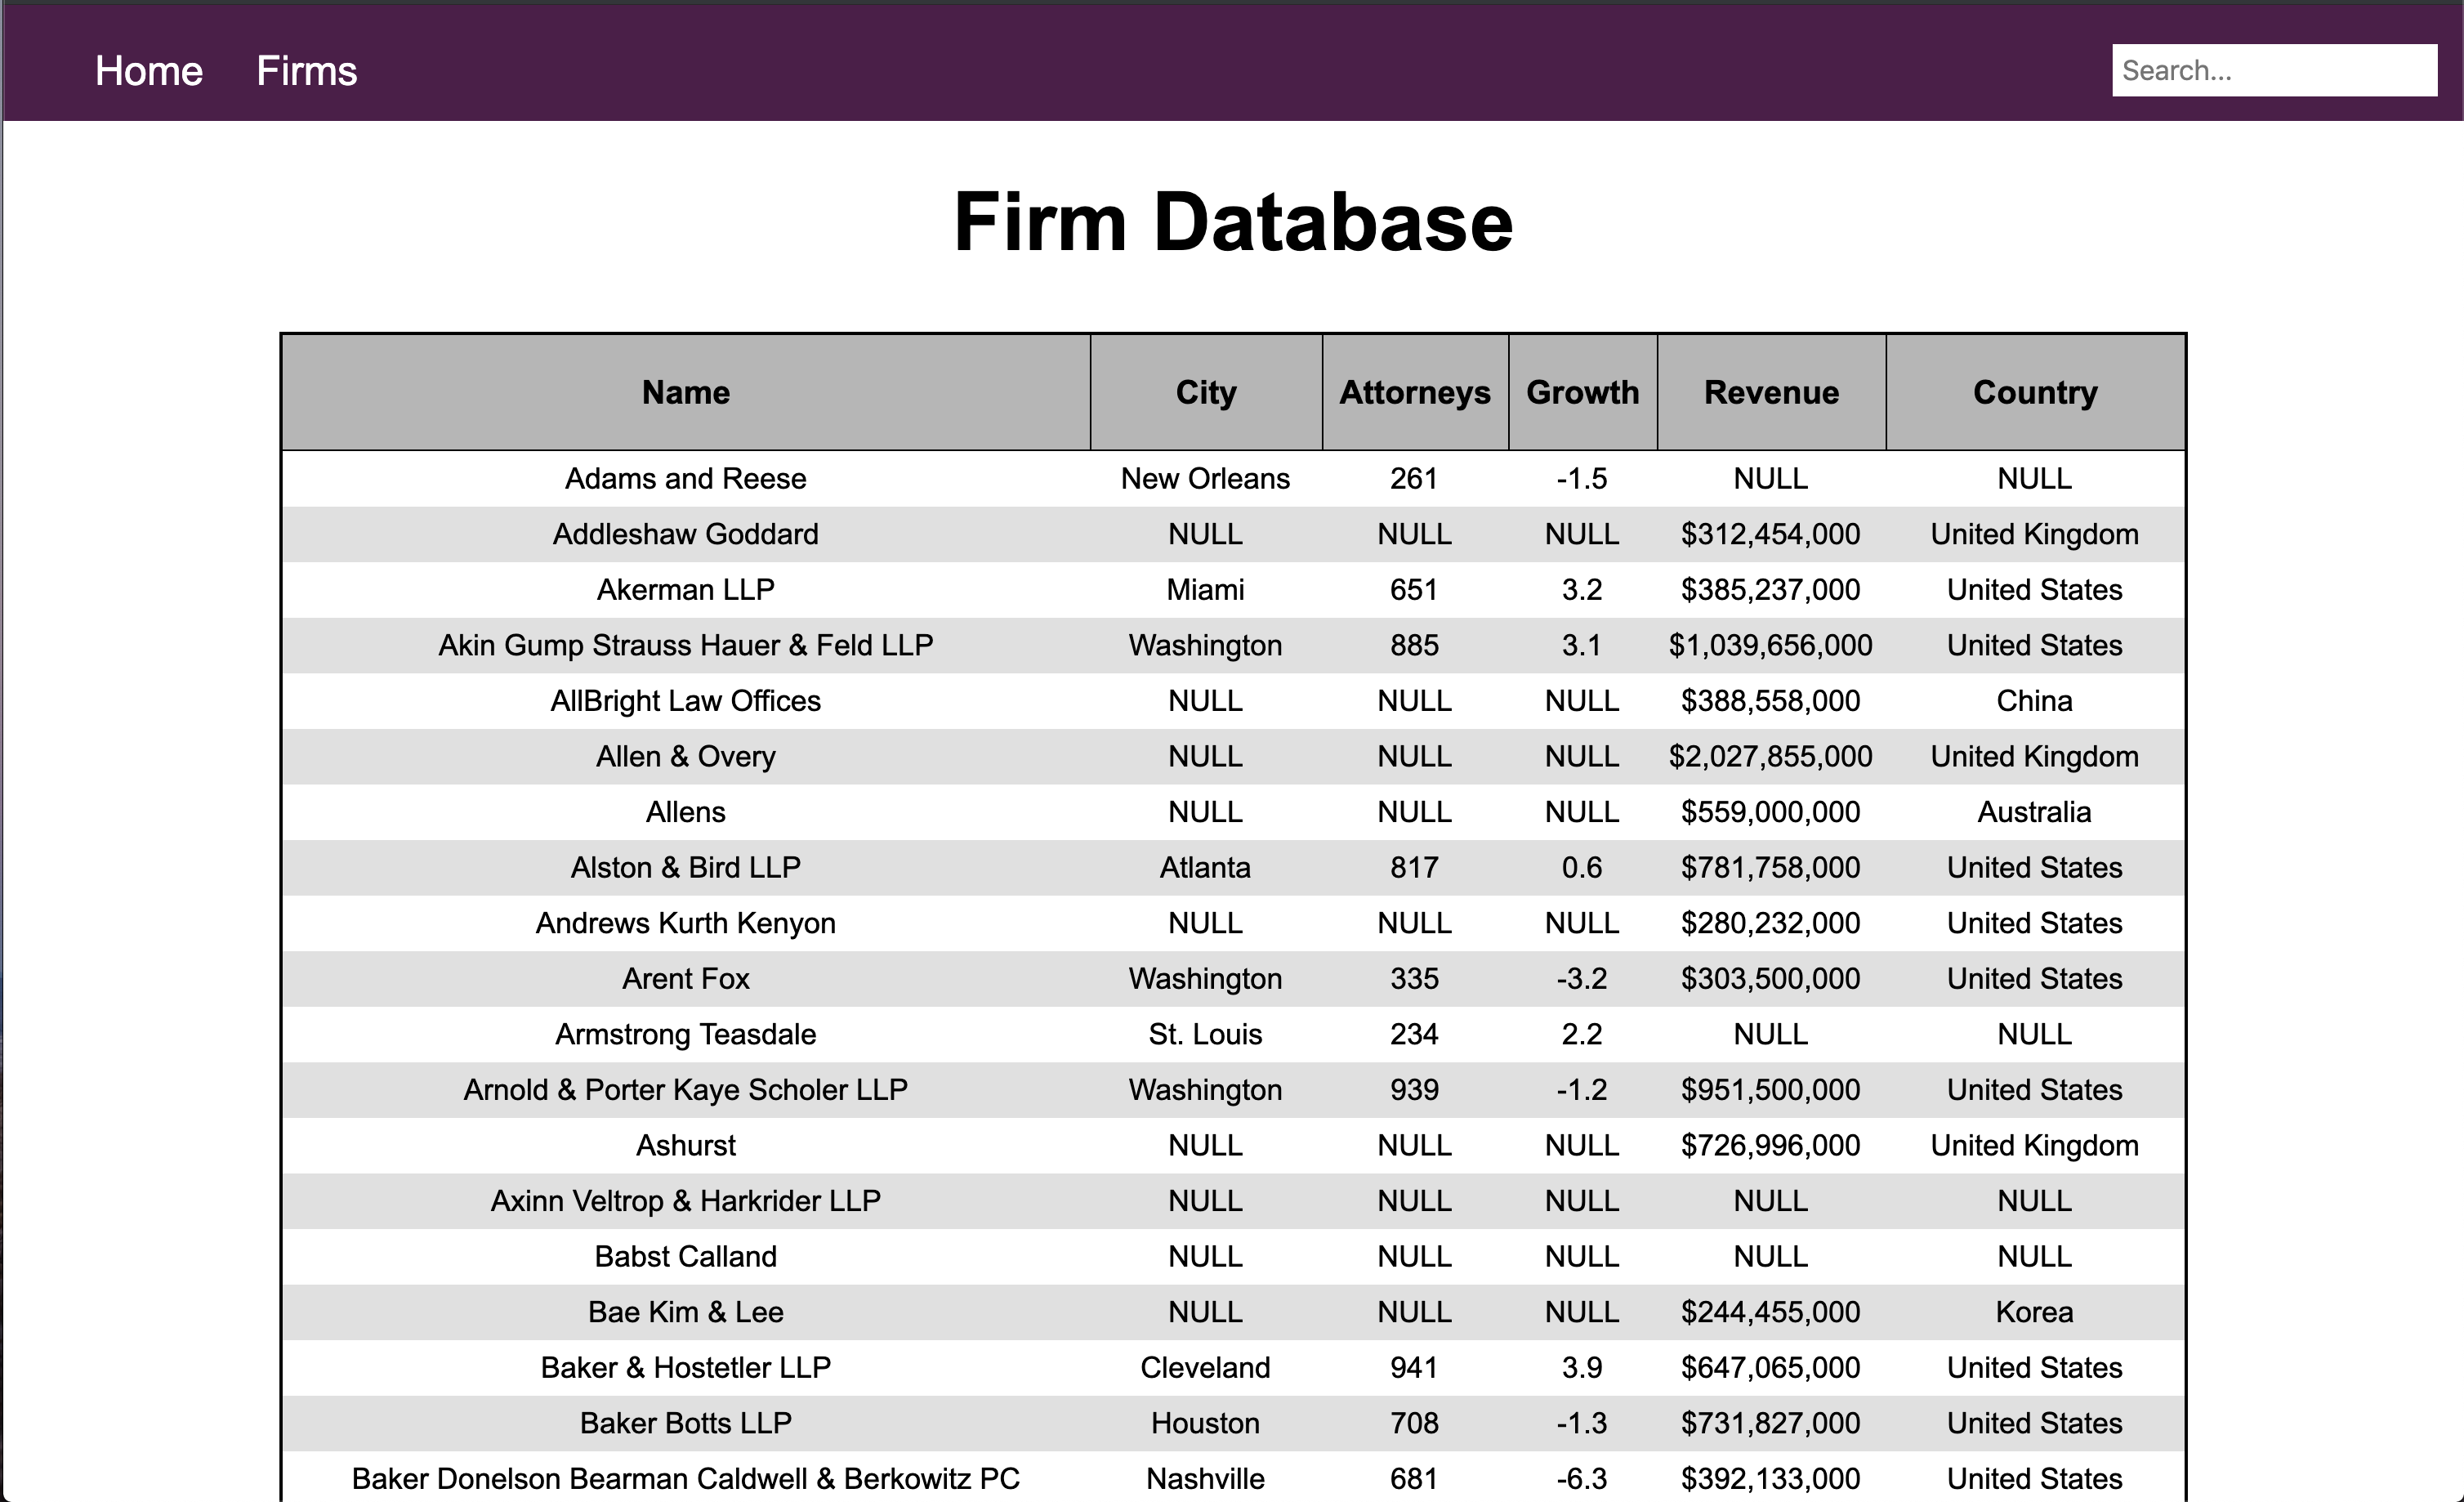 Home Firms Search...
Firm Database
Name City Attorneys Growth Revenue Country
Adams and Reese New Orleans 261 -1.5 NULL NULL
Addleshaw Goddard NULL NULL NULL $312,454,000 United Kingdom
Akerman LLP Miami 651 3.2 $385,237,000 United States
Akin Gump Strauss Hauer & Feld LLP Washington 885 3.1 $1,039,656,000 United States
AllBright Law Offices NULL NULL NULL $388,558,000 China
Allen & Overy NULL NULL NULL $2,027,855,000 United Kingdom
Allens NULL NULL NULL $559,000,000 Australia
Alston & Bird LLP Atlanta 817 0.6 $781,758,000 United States
Andrews Kurth Kenyon NULL NULL NULL $280,232,000 United States
Arent Fox Washington 335 -3.2 $303,500,000 United States
Armstrong Teasdale St. Louis 234 2.2 NULL NULL
Arnold & Porter Kaye Scholer LLP Washington 939 -1.2 $951,500,000 United States
Ashurst NULL NULL NULL $726,996,000 United Kingdom
Axinn Veltrop & Harkrider LLP NULL NULL NULL NULL NULL
Babst Calland NULL NULL NULL NULL NULL
Bae Kim & Lee NULL NULL NULL $244,455,000 Korea
Baker & Hostetler LLP Cleveland 941 3.9 $647,065,000 United States
Baker Botts LLP Houston 708 -1.3 $731,827,000 United States
Baker Donelson Bearman Caldwell & Berkowitz PC Nashville 681 -6.3 $392,133,000 United States